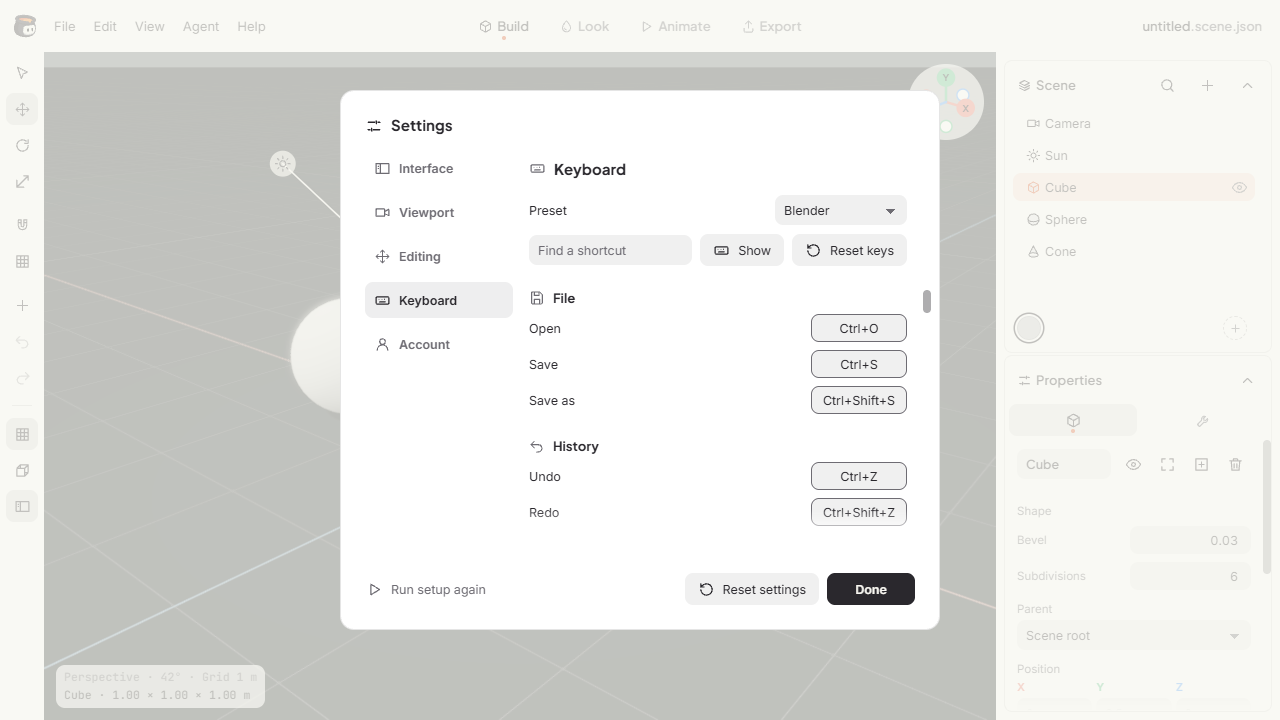 File Edit View Agent Help
Build Look Animate Export
untitled.scene.json
Y
X
Scene
Camera
Sun
Cube
Sphere
Cone
Settings
Interface
Viewport
Editing
Keyboard
Account
Keyboard
Preset Blender
Find a shortcut Show Reset keys
File
Open Ctrl+O
Save Ctrl+S
Save as Ctrl+Shift+S
History
Undo Ctrl+Z
Redo Ctrl+Shift+Z
Run setup again Reset settings Done
Properties
Cube
Shape
Bevel 0.03
Subdivisions 6
Parent
Scene root
Position
X Y Z
Perspective · 42° · Grid 1 m
Cube · 1.00 × 1.00 × 1.00 m